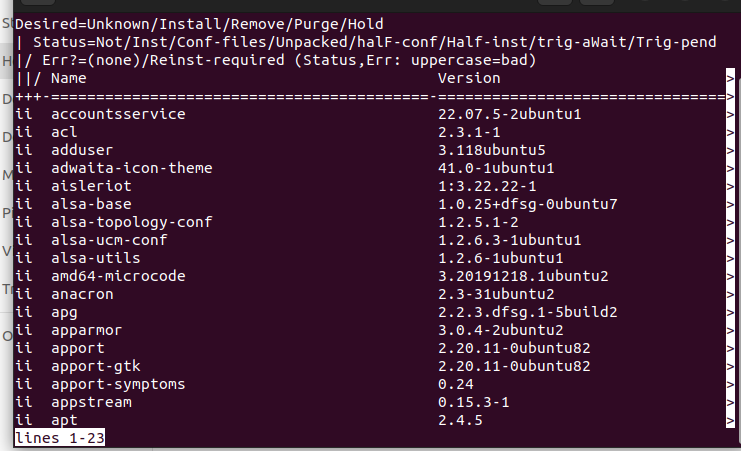 Desired=Unknown/Install/Remove/Purge/Hold
| Status=Not/Inst/Conf-files/Unpacked/halF-conf/Half-inst/trig-aWait/Trig-pend
|/ Err?=(none)/Reinst-required (Status,Err: uppercase=bad)
||/ Name                                       Version                         >
+++-==========================================-================================>
ii  accountsservice                            22.07.5-2ubuntu1                >
ii  acl                                        2.3.1-1                         >
ii  adduser                                    3.118ubuntu5                    >
ii  adwaita-icon-theme                         41.0-1ubuntu1                   >
ii  aisleriot                                  1:3.22.22-1                     >
ii  alsa-base                                  1.0.25+dfsg-0ubuntu7            >
ii  alsa-topology-conf                         1.2.5.1-2                       >
ii  alsa-ucm-conf                              1.2.6.3-1ubuntu1                >
ii  alsa-utils                                 1.2.6-1ubuntu1                  >
ii  amd64-microcode                            3.20191218.1ubuntu2             >
ii  anacron                                    2.3-31ubuntu2                   >
ii  apg                                        2.2.3.dfsg.1-5build2            >
ii  apparmor                                   3.0.4-2ubuntu2                  >
ii  apport                                     2.20.11-0ubuntu82               >
ii  apport-gtk                                 2.20.11-0ubuntu82               >
ii  apport-symptoms                            0.24                            >
ii  appstream                                  0.15.3-1                        >
ii  apt                                        2.4.5                           >
lines 1-23